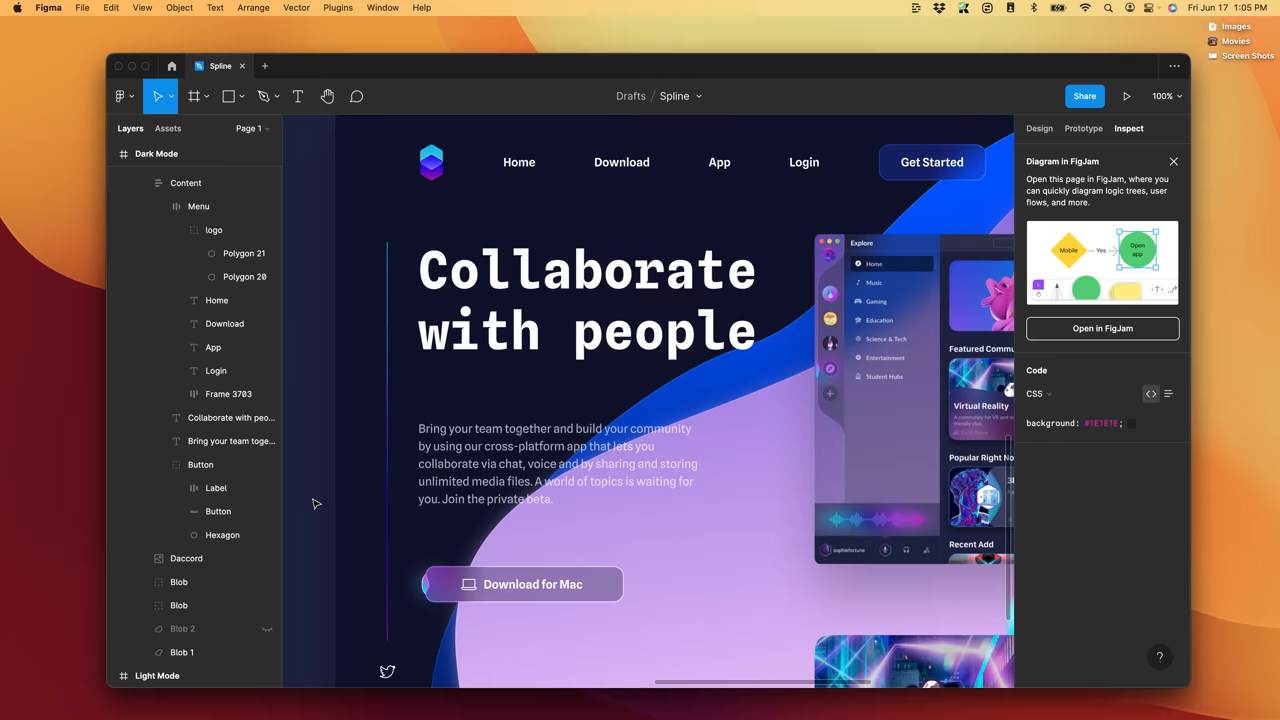 Figma File Edit View Object Text Arrange Vector Plugins Window Help Fri Jun 17 1:05 PM
Images
Movies
Screen Shots
Spline
Drafts / Spline
Share
100%
Layers Assets Page 1
Dark Mode
Content
Menu
logo
Polygon 21
Polygon 20
Home
Download
App
Login
Frame 3703
Collaborate with peo...
Bring your team toge...
Button
Label
Button
Hexagon
Daccord
Blob
Blob
Blob 2
Blob 1
Light Mode
Home Download App Login Get Started
Collaborate
with people
Bring your team together and build your community
by using our cross-platform app that lets you
collaborate via chat, voice and by sharing and storing
unlimited media files. A world of topics is waiting for
you. Join the private beta.
Download for Mac
Explore
Home
Music
Gaming
Education
Science & Tech
Entertainment
Student Hubs
sophiefortune
Featured Commu
Virtual Reality
A community for VR and
friendly chat.
Popular Right No
Recent Add
Design Prototype Inspect
Diagram in FigJam
Open this page in FigJam, where you
can quickly diagram logic trees, user
flows, and more.
Mobile Yes Open
app
Open in FigJam
Code
CSS
background: #1E1E1E;
?